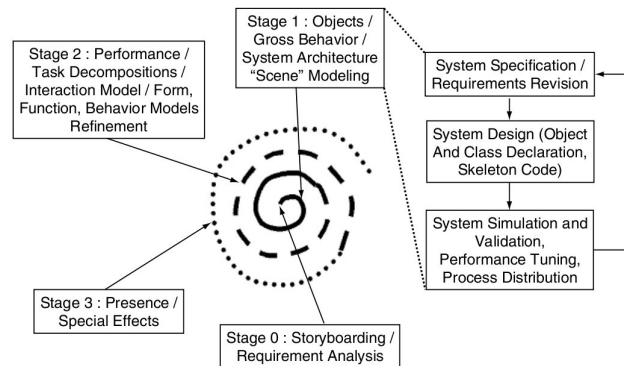 Stage 1 : Objects /
Gross Behavior /
System Architecture
“Scene” Modeling
Stage 2 : Performance /
Task Decompositions /
Interaction Model / Form,
Function, Behavior Models
Refinement
System Specification /
Requirements Revision
System Design (Object
And Class Declaration,
Skeleton Code)
System Simulation and
Validation,
Performance Tuning,
Process Distribution
Stage 3 : Presence /
Special Effects
Stage 0 : Storyboarding /
Requirement Analysis